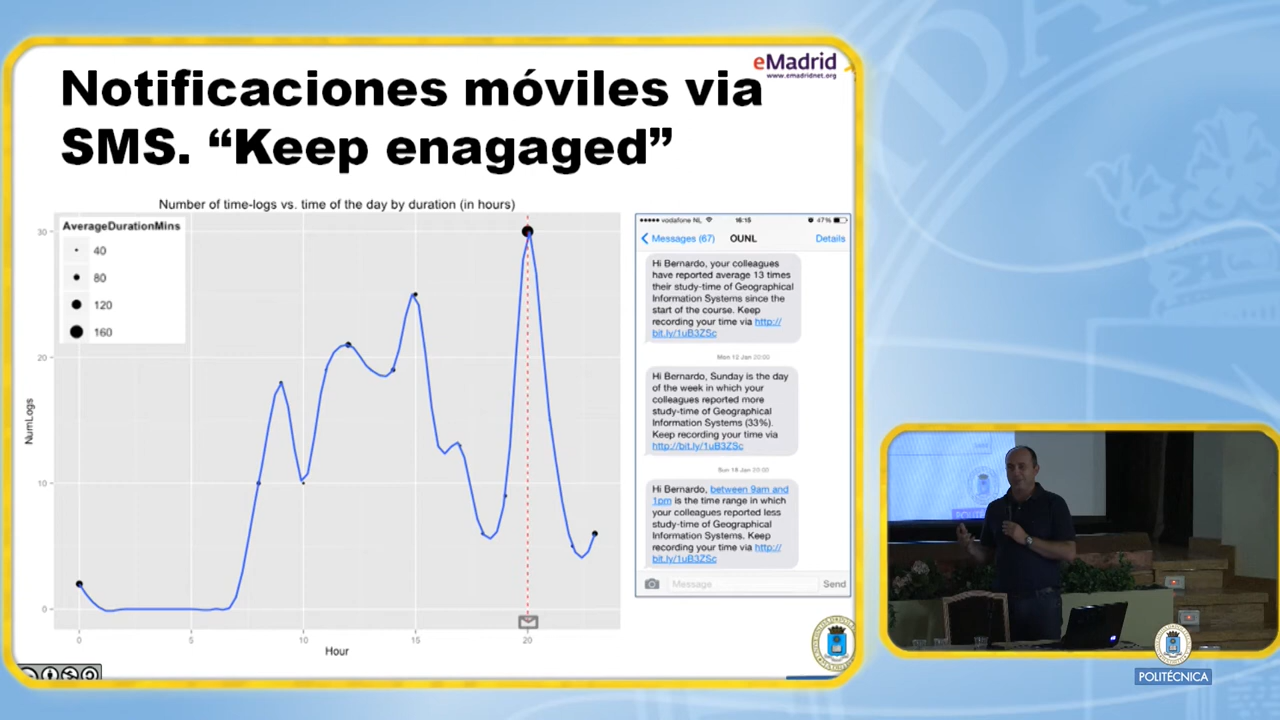 eMadrid
www.emadridnet.org
Notificaciones móviles via
SMS. “Keep enagaged”
Number of time-logs vs. time of the day by duration (in hours)
AverageDurationMins
40
80
120
160
NumLogs
30
20
10
0
0
5
10
15
20
Hour
vodafone NL
16:15
47%
Messages (67)
OUNL
Details
Hi Bernardo, your colleagues
have reported average 13 times
their study-time of Geographical
Information Systems since the
start of the course. Keep
recording your time via http://
bit.ly/1uB3ZSc
Mon 12 Jan 20:00
Hi Bernardo, Sunday is the day
of the week in which your
colleagues reported more
study-time of Geographical
Information Systems (33%).
Keep recording your time via
http://bit.ly/1uB3ZSc
Sun 18 Jan 20:00
Hi Bernardo, between 9am and
1pm is the time range in which
your colleagues reported less
study-time of Geographical
Information Systems. Keep
recording your time via http://
bit.ly/1uB3ZSc
Message
Send
POLITÉCNICA